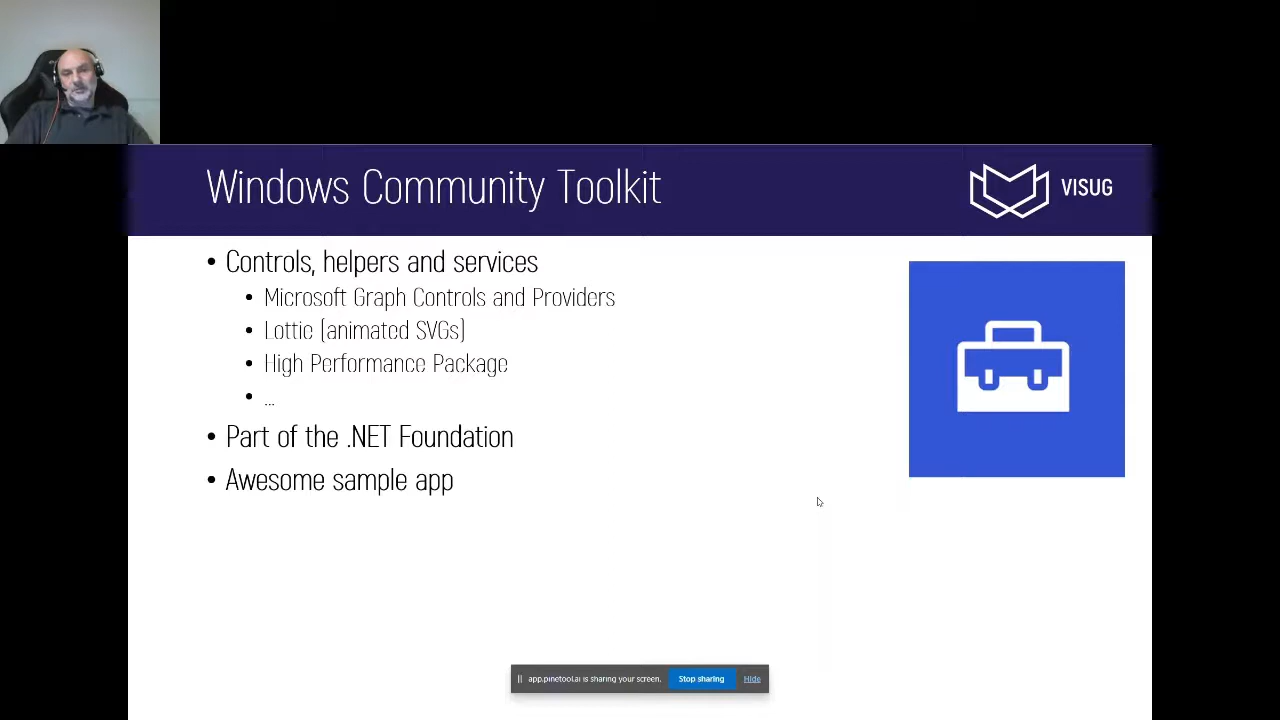 Windows Community Toolkit
VISUG
• Controls, helpers and services
• Microsoft Graph Controls and Providers
• Lottie (animated SVGs)
• High Performance Package
• ...
• Part of the .NET Foundation
• Awesome sample app
app.pinetool.ai is sharing your screen.
Stop sharing
Hide